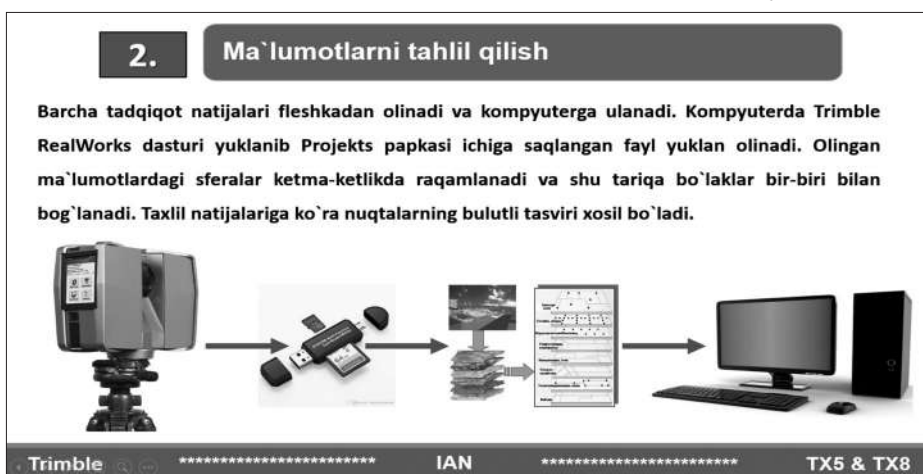 2.
Ma`lumotlarni tahlil qilish
Barcha tadqiqot natijalari fleshkadan olinadi va kompyuterga ulanadi. Kompyuterda Trimble
RealWorks dasturi yuklanib Projekts papkasi ichiga saqlangan fayl yuklan olinadi. Olingan
ma`lumotlardagi sferalar ketma-ketlikda raqamlanadi va shu tariqa bo`laklar bir-biri bilan
bog`lanadi. Taxlil natijalariga ko`ra nuqtalarning bulutli tasviri xosil bo`ladi.
Trimble ************************ IAN ************************ TX5 & TX8